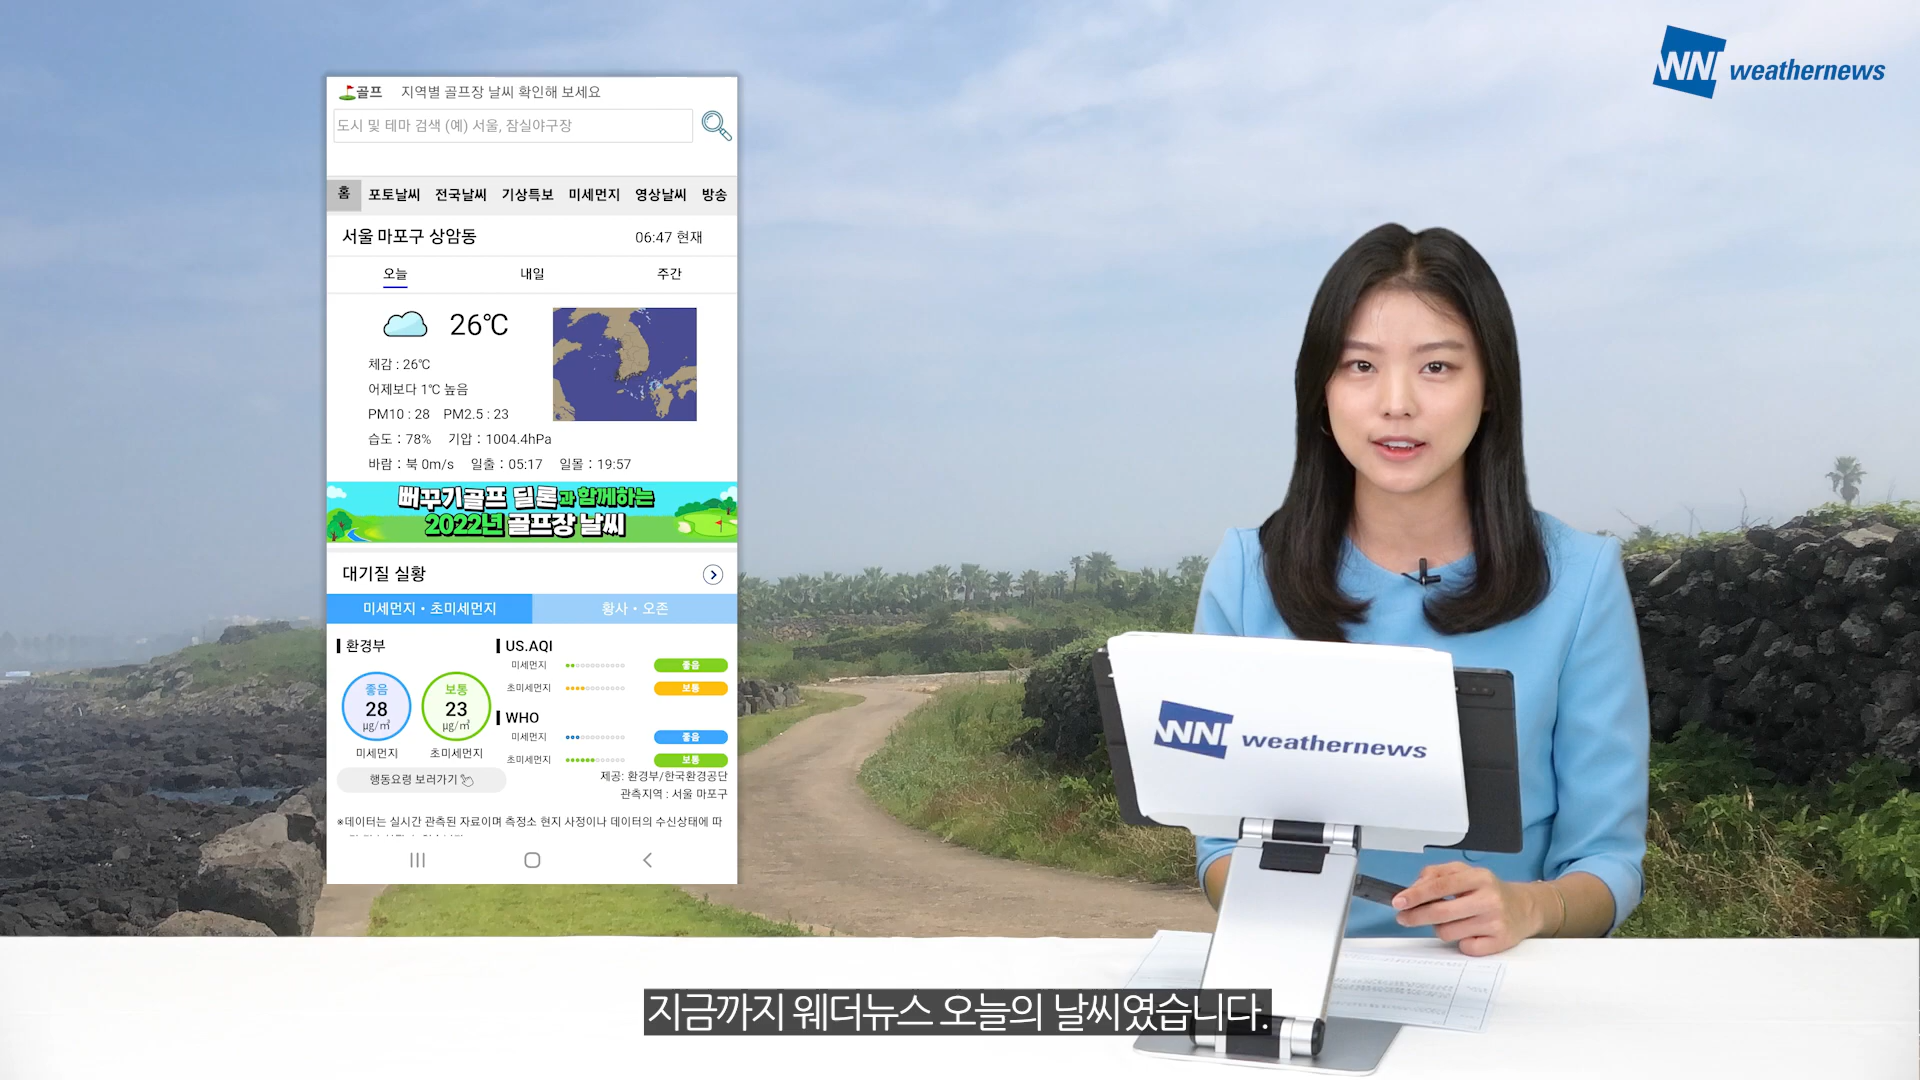 WNI weathernews
골프 지역별 골프장 날씨 확인해 보세요
도시 및 테마 검색 (예) 서울, 잠실야구장
홈 포토날씨 전국날씨 기상특보 미세먼지 영상날씨 방송
서울 마포구 상암동 06:47 현재
오늘 내일 주간
26℃
체감 : 26℃
어제보다 1℃ 높음
PM10 : 28 PM2.5 : 23
습도 : 78% 기압 : 1004.4hPa
바람 : 북 0m/s 일출 : 05:17 일몰 : 19:57
뻐꾸기골프 딜론과 함께하는
2022년 골프장 날씨
대기질 실황
미세먼지 · 초미세먼지 황사 · 오존
환경부
좋음
28
μg/㎥
미세먼지
보통
23
μg/㎥
초미세먼지
행동요령 보러가기
US.AQI
미세먼지 좋음
초미세먼지 보통
WHO
미세먼지 좋음
초미세먼지 보통
제공: 환경부/한국환경공단
관측지역 : 서울 마포구
※데이터는 실시간 관측된 자료이며 측정소 현지 사정이나 데이터의 수신상태에 따
WNI weathernews
지금까지 웨더뉴스 오늘의 날씨였습니다.